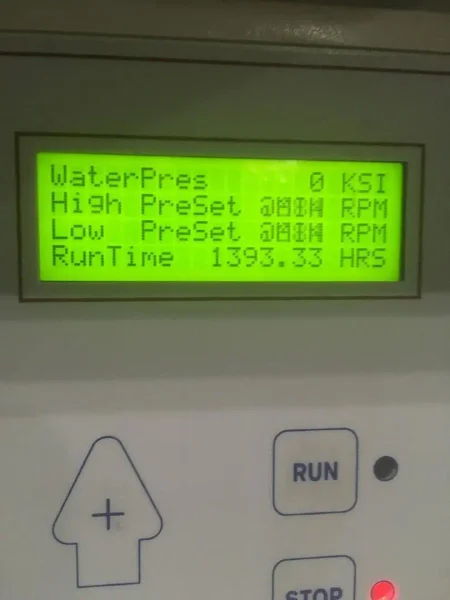 WaterPres 0 KSI
High PreSet RPM
Low PreSet RPM
RunTime 1393.33 HRS
+
RUN
STOP